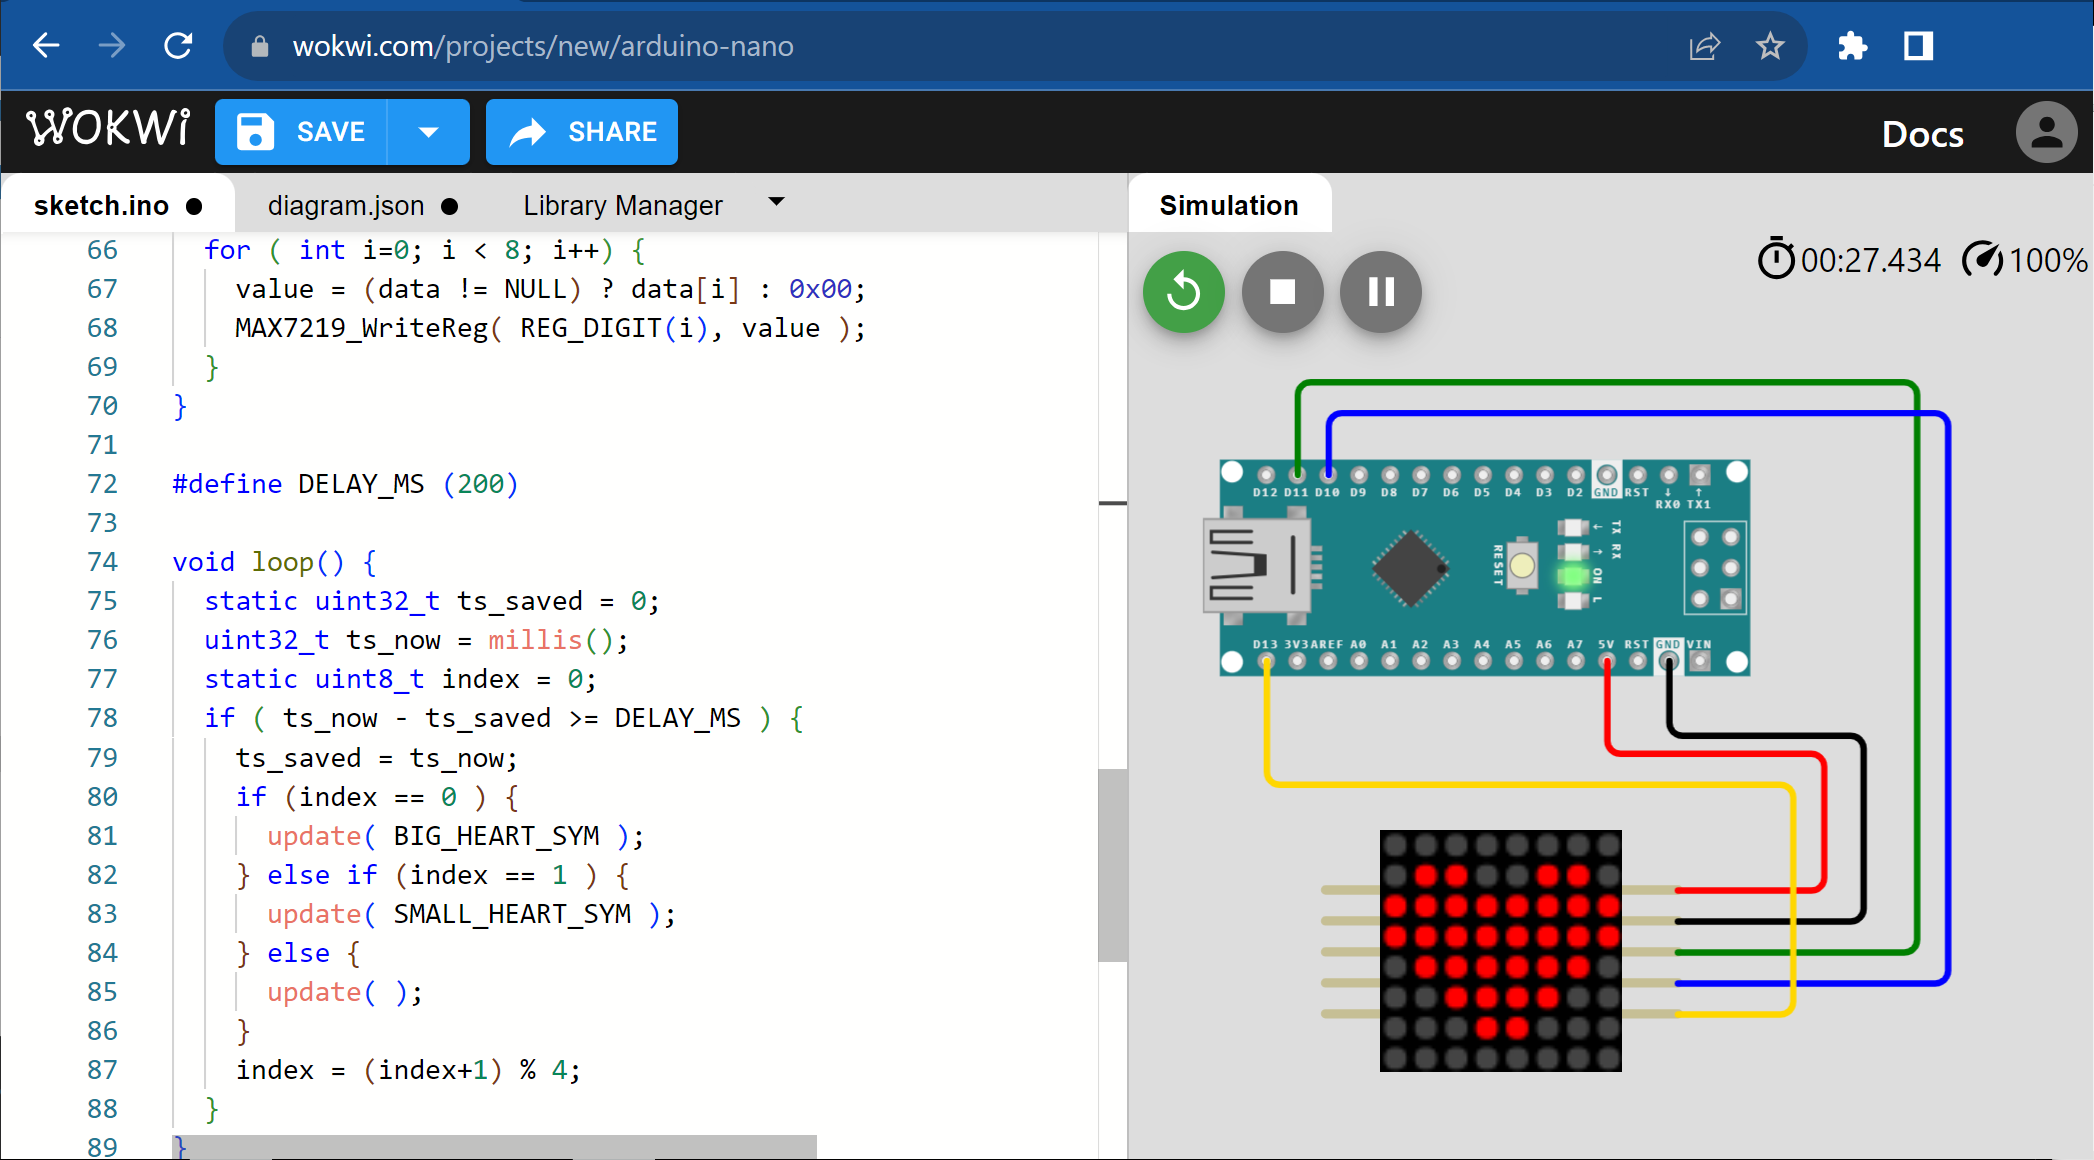 wokwi.com/projects/new/arduino-nano
WOKWi
SAVE
SHARE
Docs
sketch.ino ●
diagram.json ●
Library Manager
Simulation
00:27.434
100%
66 for ( int i=0; i < 8; i++) {
67 value = (data != NULL) ? data[i] : 0x00;
68 MAX7219_WriteReg( REG_DIGIT(i), value );
69 }
70 }
71
72 #define DELAY_MS (200)
73
74 void loop() {
75 static uint32_t ts_saved = 0;
76 uint32_t ts_now = millis();
77 static uint8_t index = 0;
78 if ( ts_now - ts_saved >= DELAY_MS ) {
79 ts_saved = ts_now;
80 if (index == 0 ) {
81 update( BIG_HEART_SYM );
82 } else if (index == 1 ) {
83 update( SMALL_HEART_SYM );
84 } else {
85 update( );
86 }
87 index = (index+1) % 4;
88 }
89 }
D12 D11 D10 D9 D8 D7 D6 D5 D4 D3 D2 GND RST ↓ ↑
RX0 TX1
RESET
← TX
→ RX
ON
L
D13 3V3 AREF A0 A1 A2 A3 A4 A5 A6 A7 5V RST GND VIN